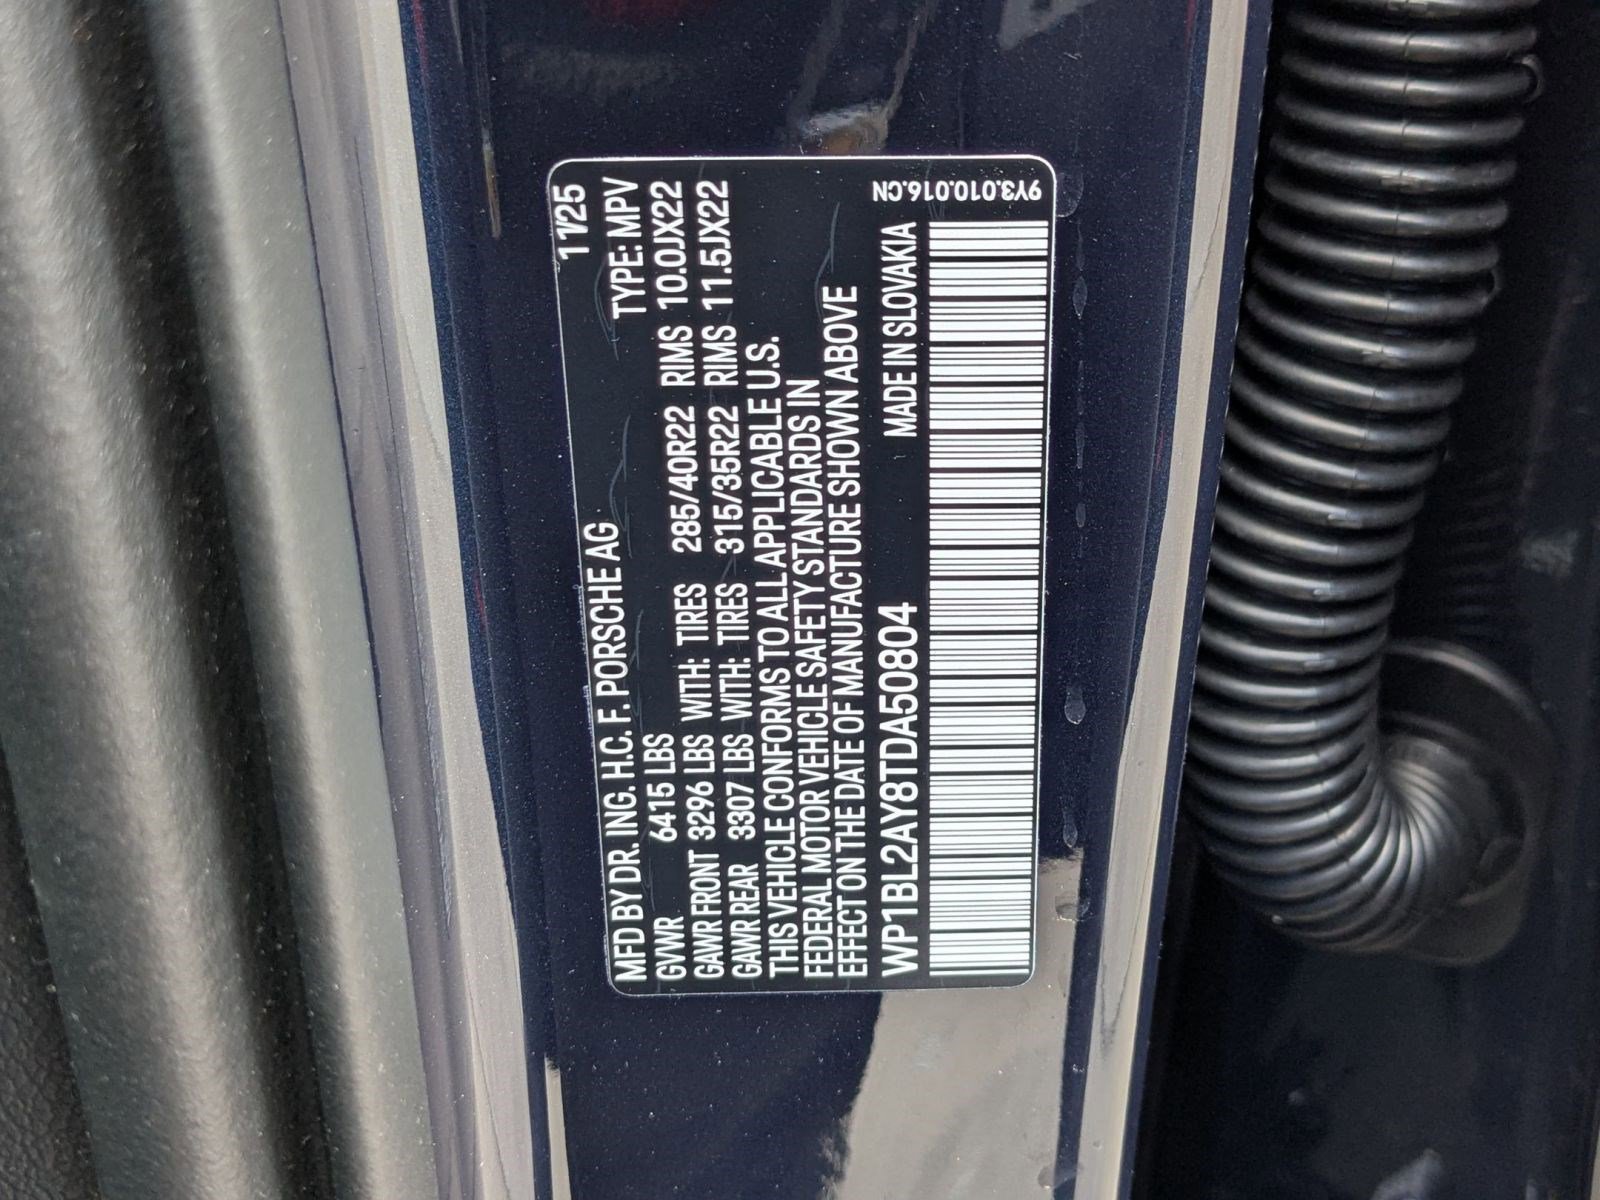 11/25
MFD BY DR. ING. H.C. F. PORSCHE AG TYPE: MPV
GVWR 6415 LBS
GAWR FRONT 3296 LBS WITH: TIRES 285/40R22 RIMS 10.0JX22
GAWR REAR 3307 LBS WITH: TIRES 315/35R22 RIMS 11.5JX22
THIS VEHICLE CONFORMS TO ALL APPLICABLE U.S.
FEDERAL MOTOR VEHICLE SAFETY STANDARDS IN
EFFECT ON THE DATE OF MANUFACTURE SHOWN ABOVE
WP1BL2AY8TDA50804 MADE IN SLOVAKIA
9Y3.010.016.CN